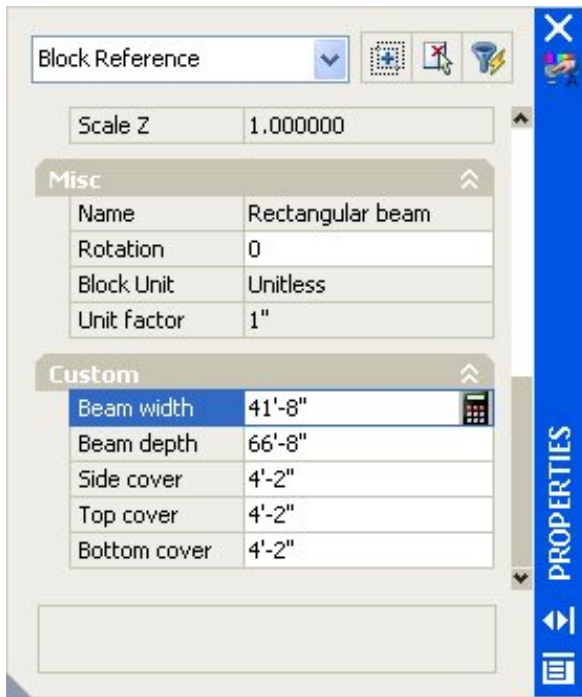 Block Reference
Scale Z 1.000000
Misc
Name Rectangular beam
Rotation 0
Block Unit Unitless
Unit factor 1"
Custom
Beam width 41'-8"
Beam depth 66'-8"
Side cover 4'-2"
Top cover 4'-2"
Bottom cover 4'-2"
PROPERTIES